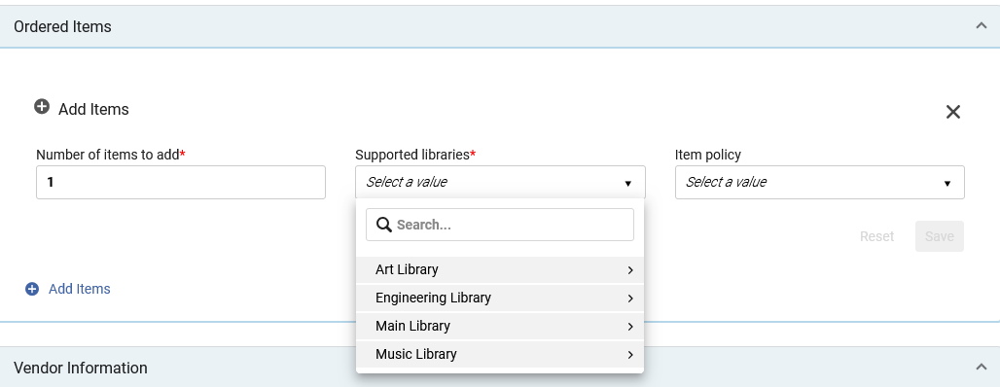 Ordered Items
Add Items
Number of items to add* Supported libraries* Item policy
1 Select a value Select a value
Search...
Reset Save
Art Library
Add Items
Engineering Library
Main Library
Music Library
Vendor Information